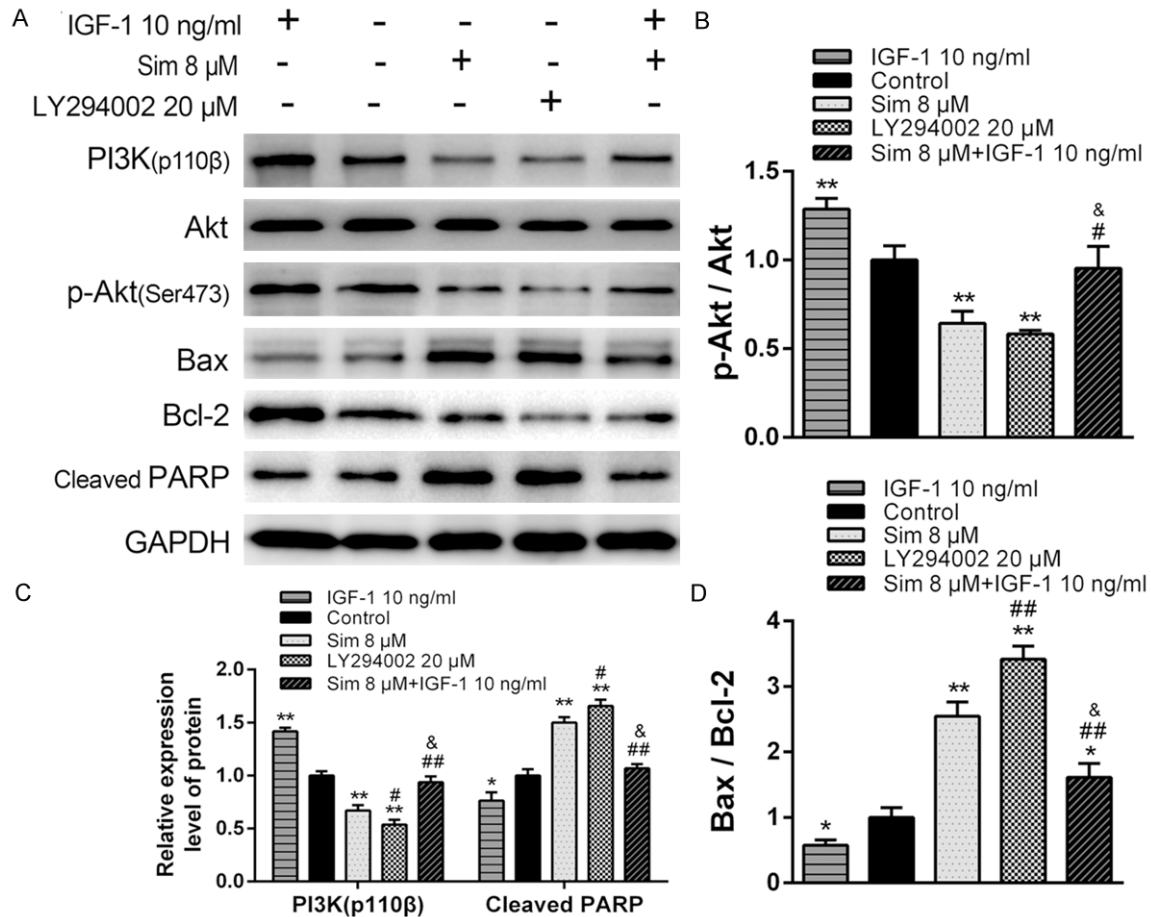 A
IGF-1 10 ng/ml + - - - +
Sim 8 µM - - + - +
LY294002 20 µM - - - + -
PI3K(p110β)
Akt
p-Akt(Ser473)
Bax
Bcl-2
Cleaved PARP
GAPDH
B
IGF-1 10 ng/ml
Control
Sim 8 µM
LY294002 20 µM
Sim 8 µM+IGF-1 10 ng/ml
p-Akt / Akt
1.5
1.0
0.5
0.0
**
**
**
&
#
C
IGF-1 10 ng/ml
Control
Sim 8 µM
LY294002 20 µM
Sim 8 µM+IGF-1 10 ng/ml
Relative expression
level of protein
2.0
1.5
1.0
0.5
0.0
**
**
#
**
&
##
*
**
#
**
&
##
PI3K(p110β) Cleaved PARP
IGF-1 10 ng/ml
Control
Sim 8 µM
LY294002 20 µM
Sim 8 µM+IGF-1 10 ng/ml
D
Bax / Bcl-2
4
3
2
1
0
*
**
##
**
&
##
*